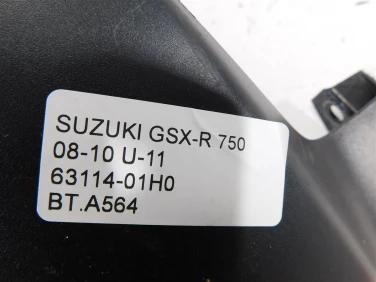 SUZUKI GSX-R 750
08-10 U-11
63114-01H0
BT.A564